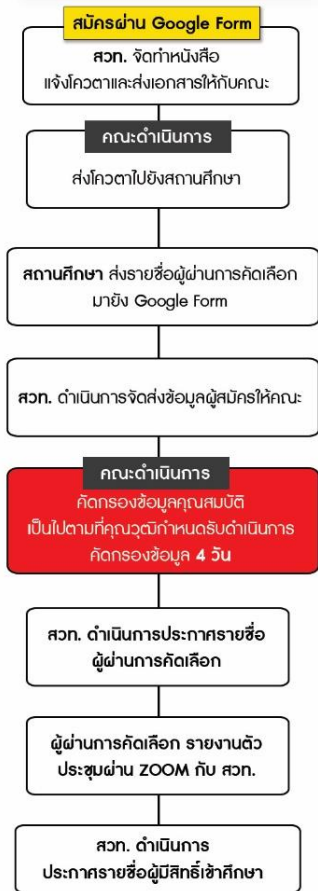 สมัครผ่าน Google Form
สวท. จัดทำหนังสือ
แจ้งโควตาและส่งเอกสารให้กับคณะ
คณะดำเนินการ
ส่งโควตาไปยังสถานศึกษา
สถานศึกษา ส่งรายชื่อผู้ผ่านการคัดเลือก
มายัง Google Form
สวท. ดำเนินการจัดส่งข้อมูลผู้สมัครให้คณะ
คณะดำเนินการ
คัดกรองข้อมูลคุณสมบัติ
เป็นไปตามที่คุณวุฒิกำหนดรับดำเนินการ
คัดกรองข้อมูล 4 วัน
สวท. ดำเนินการประกาศรายชื่อ
ผู้ผ่านการคัดเลือก
ผู้ผ่านการคัดเลือก รายงานตัว
ประชุมผ่าน ZOOM กับ สวท.
สวท. ดำเนินการ
ประกาศรายชื่อผู้มีสิทธิ์เข้าศึกษา